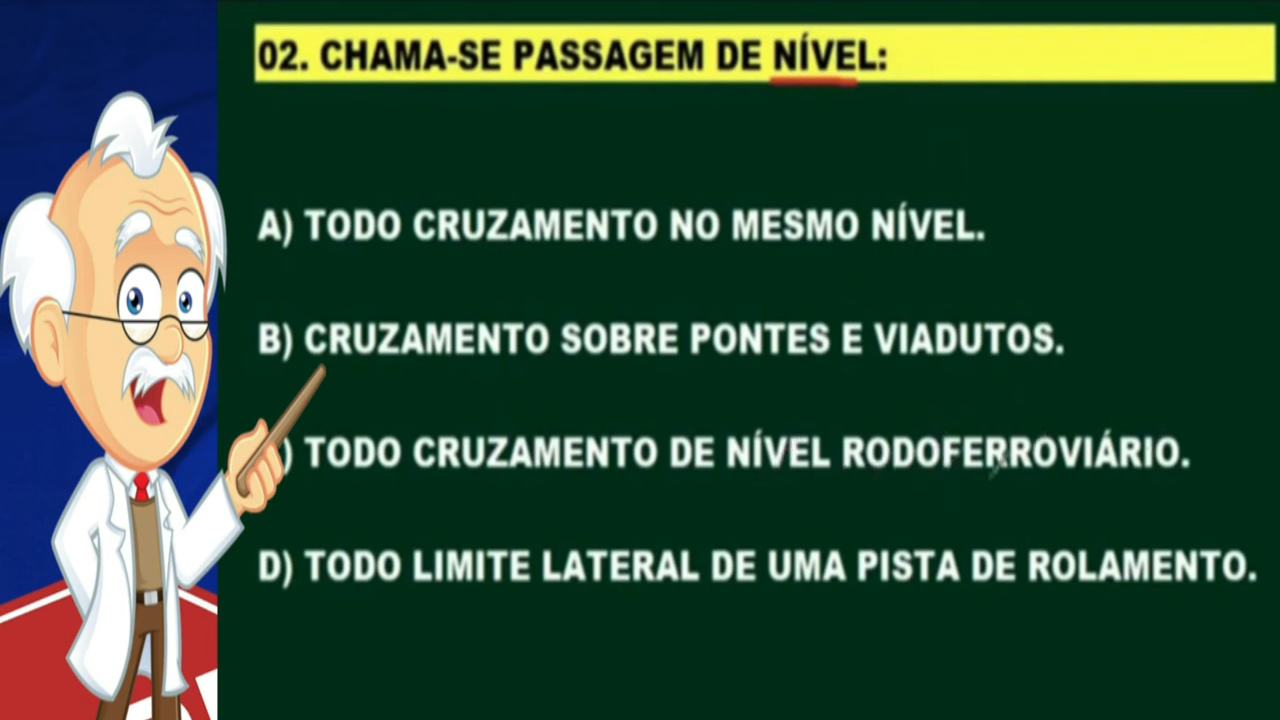 02. CHAMA-SE PASSAGEM DE NÍVEL:
A) TODO CRUZAMENTO NO MESMO NÍVEL.
B) CRUZAMENTO SOBRE PONTES E VIADUTOS.
) TODO CRUZAMENTO DE NÍVEL RODOFERROVIÁRIO.
D) TODO LIMITE LATERAL DE UMA PISTA DE ROLAMENTO.